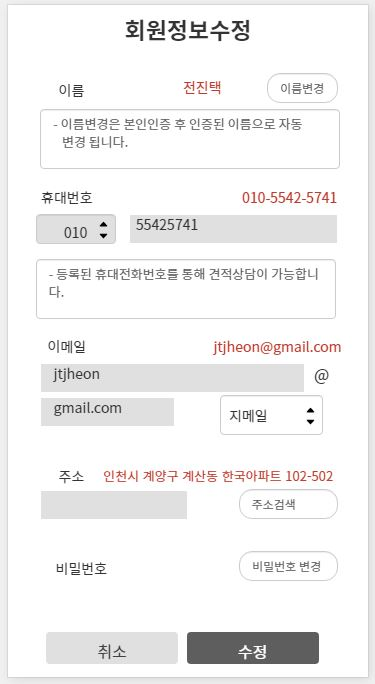 회원정보수정
이름 전진택 이름변경
- 이름변경은 본인인증 후 인증된 이름으로 자동
변경 됩니다.
휴대번호 010-5542-5741
010 55425741
- 등록된 휴대전화번호를 통해 견적상담이 가능합니
다.
이메일 jtjheon@gmail.com
jtjheon @
gmail.com 지메일
주소 인천시 계양구 계산동 한국아파트 102-502
주소검색
비밀번호 비밀번호 변경
취소 수정